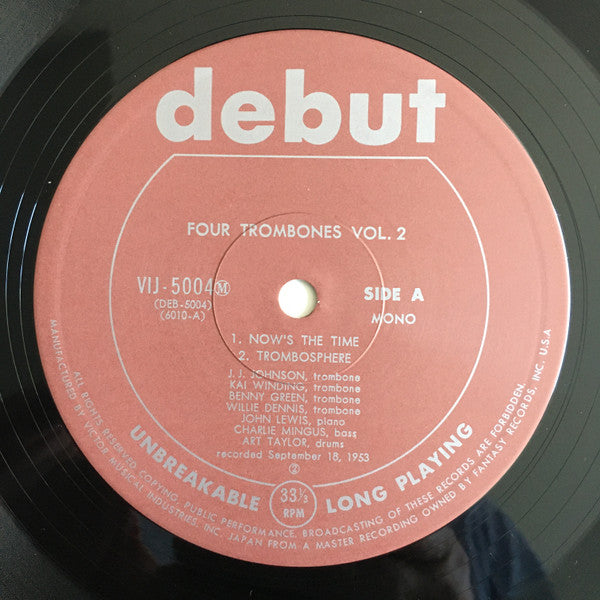 debut
FOUR TROMBONES VOL. 2
VIJ-5004 Ⓜ
(DEB-5004)
(6010-A)
SIDE A
MONO
1. NOW'S THE TIME
2. TROMBOSPHERE
J. J. JOHNSON, trombone
KAI WINDING, trombone
BENNY GREEN, trombone
WILLIE DENNIS, trombone
JOHN LEWIS, piano
CHARLIE MINGUS, bass
ART TAYLOR, drums
recorded September 18, 1953
②
33⅓
RPM
UNBREAKABLE LONG PLAYING
ALL RIGHTS RESERVED. COPYING, PUBLIC PERFORMANCE, BROADCASTING OF THESE RECORDS ARE FORBIDDEN.
MANUFACTURED BY VICTOR MUSICAL INDUSTRIES, INC. JAPAN FROM A MASTER RECORDING OWNED BY FANTASY RECORDS, INC. U.S.A